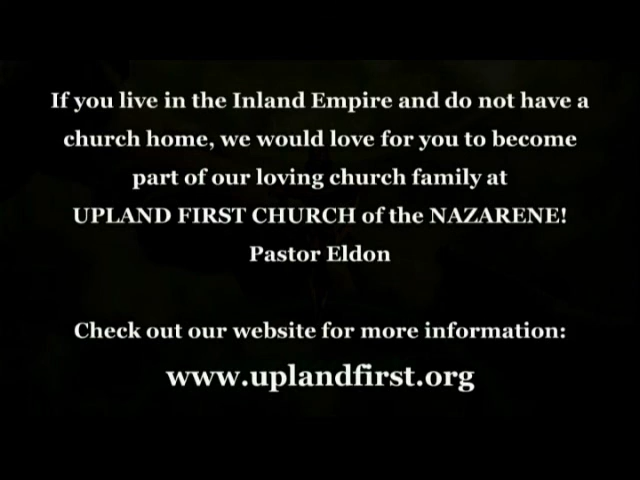 If you live in the Inland Empire and do not have a
church home, we would love for you to become
part of our loving church family at
UPLAND FIRST CHURCH of the NAZARENE!
Pastor Eldon
Check out our website for more information:
www.uplandfirst.org